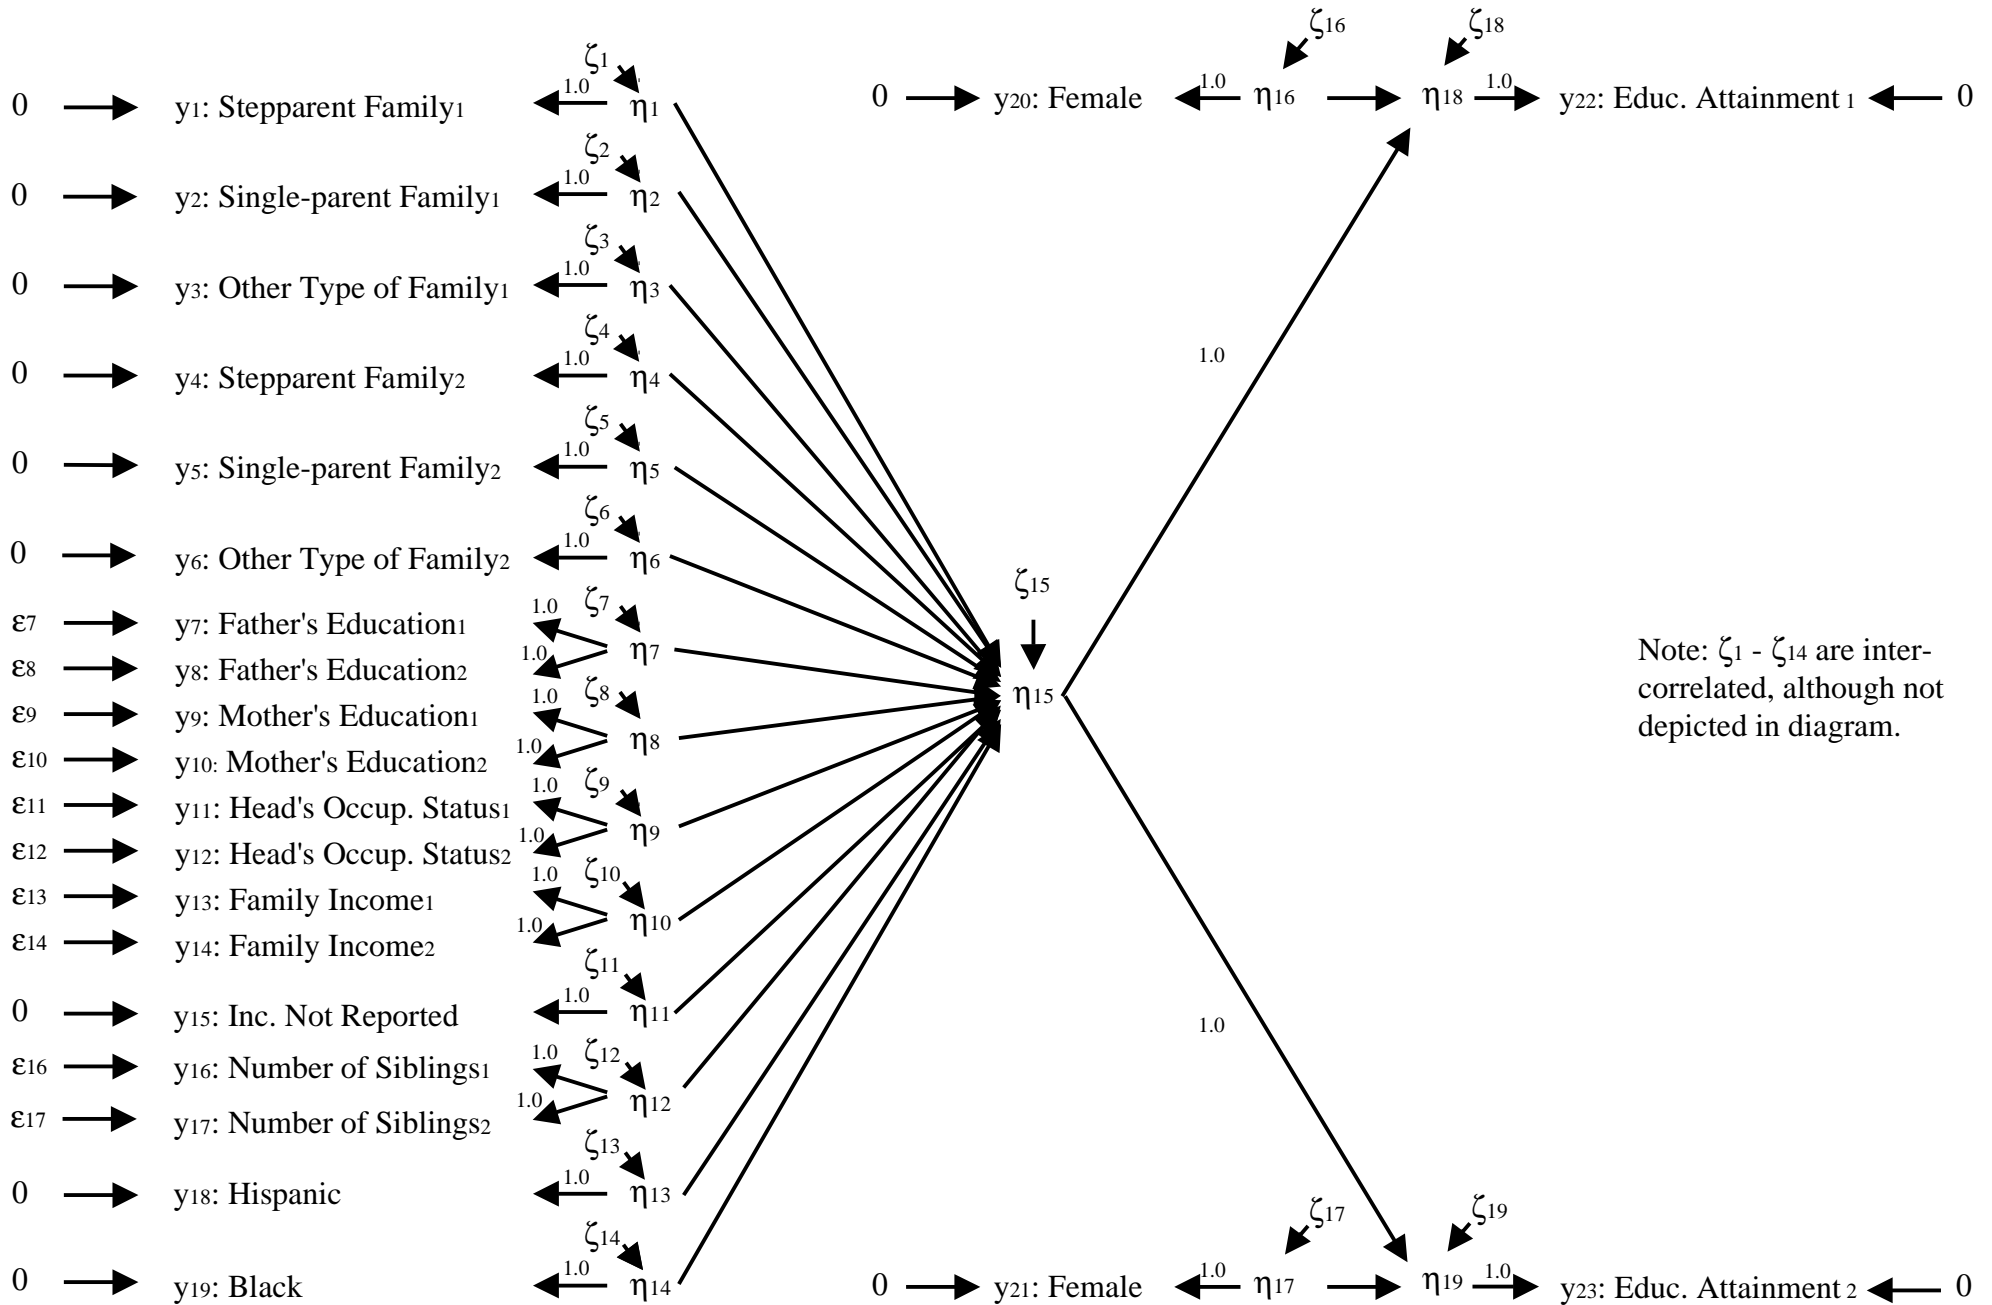 ζ1
ζ16
ζ18
0 y1: Stepparent Family1 1.0 η1
0 y20: Female 1.0 η16 η18 1.0 y22: Educ. Attainment 1 0
ζ2
0 y2: Single-parent Family1 1.0 η2
ζ3
0 y3: Other Type of Family1 1.0 η3
ζ4
0 y4: Stepparent Family2 1.0 η4
1.0
ζ5
0 y5: Single-parent Family2 1.0 η5
ζ6
0 y6: Other Type of Family2 1.0 η6
ζ15
ζ7
ε7 y7: Father's Education1 1.0
η7
ε8 y8: Father's Education2 1.0
η15
Note: ζ1 - ζ14 are inter-
correlated, although not
depicted in diagram.
ζ8
ε9 y9: Mother's Education1 1.0
η8
ε10 y10: Mother's Education2 1.0
ζ9
ε11 y11: Head's Occup. Status1 1.0
η9
ε12 y12: Head's Occup. Status2 1.0
ζ10
ε13 y13: Family Income1 1.0
η10
ε14 y14: Family Income2 1.0
ζ11
0 y15: Inc. Not Reported 1.0 η11
1.0
ζ12
ε16 y16: Number of Siblings1 1.0
η12
ε17 y17: Number of Siblings2 1.0
ζ13
0 y18: Hispanic 1.0 η13
ζ14
ζ17
ζ19
0 y19: Black 1.0 η14
0 y21: Female 1.0 η17 η19 1.0 y23: Educ. Attainment 2 0